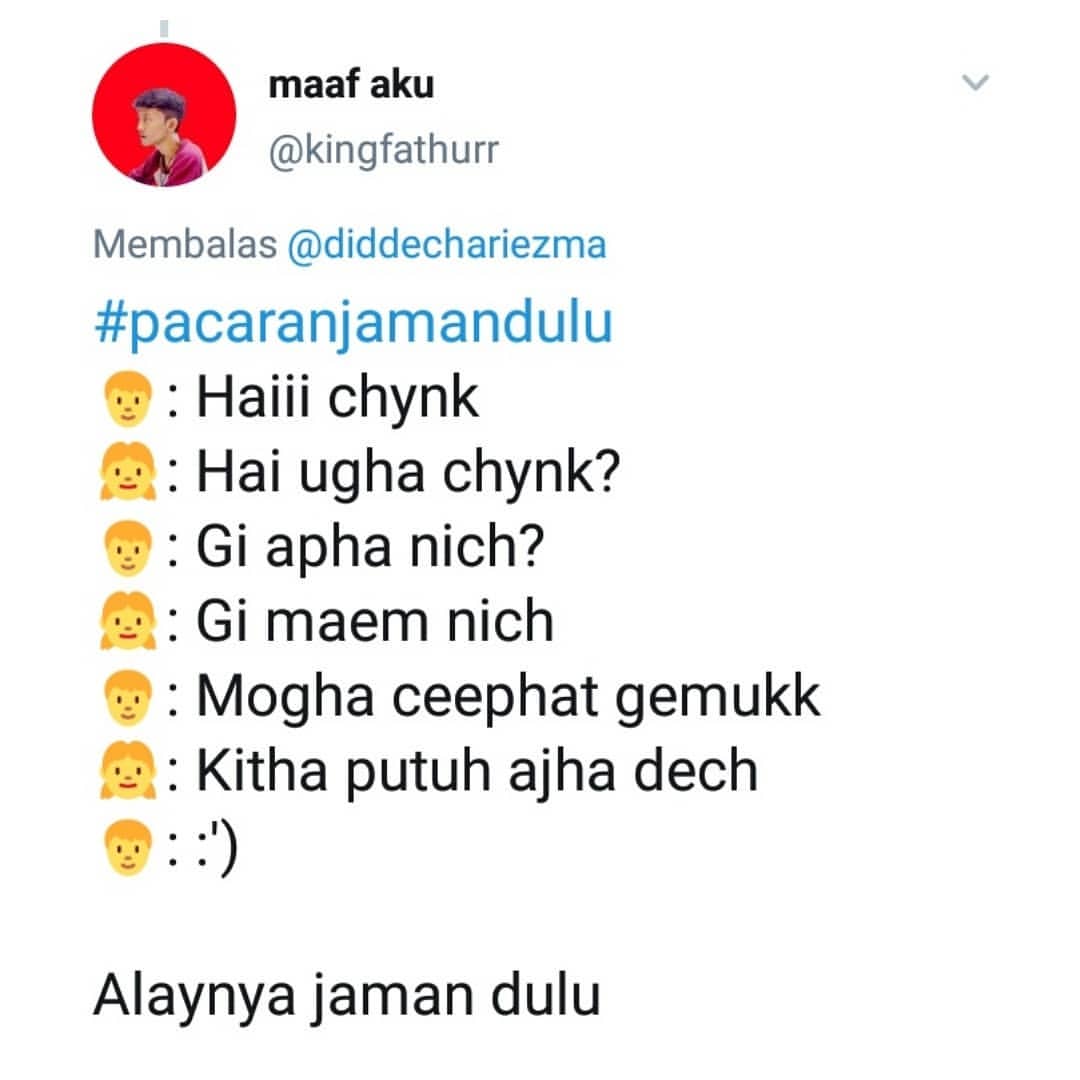 maaf aku
@kingfathurr
Membalas @diddechariezma
#pacaranjamandulu
👦: Haiii chynk
👧: Hai ugha chynk?
👦: Gi apha nich?
👧: Gi maem nich
👦: Mogha ceephat gemukk
👧: Kitha putuh ajha dech
👦: :')
Alaynya jaman dulu